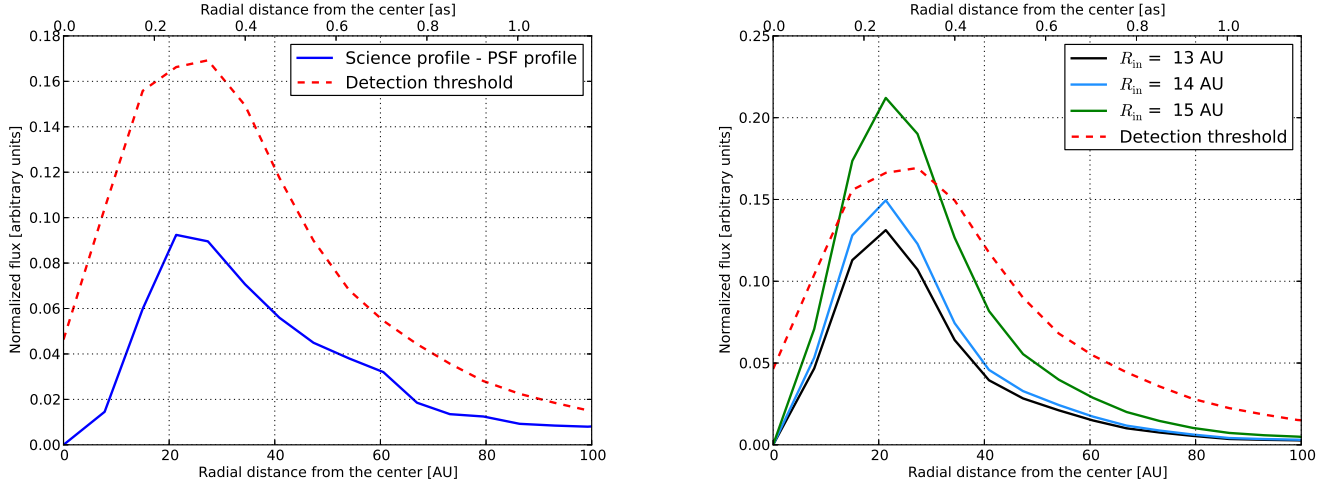 Radial distance from the center [as]
0.0 0.2 0.4 0.6 0.8 1.0
0.18
0.16
0.14
0.12
0.10
0.08
0.06
0.04
0.02
0.00
Normalized flux [arbitrary units]
Science profile - PSF profile
Detection threshold
0 20 40 60 80 100
Radial distance from the center [AU]
Radial distance from the center [as]
0.0 0.2 0.4 0.6 0.8 1.0
0.25
0.20
0.15
0.10
0.05
0.00
Normalized flux [arbitrary units]
R_in = 13 AU
R_in = 14 AU
R_in = 15 AU
Detection threshold
0 20 40 60 80 100
Radial distance from the center [AU]